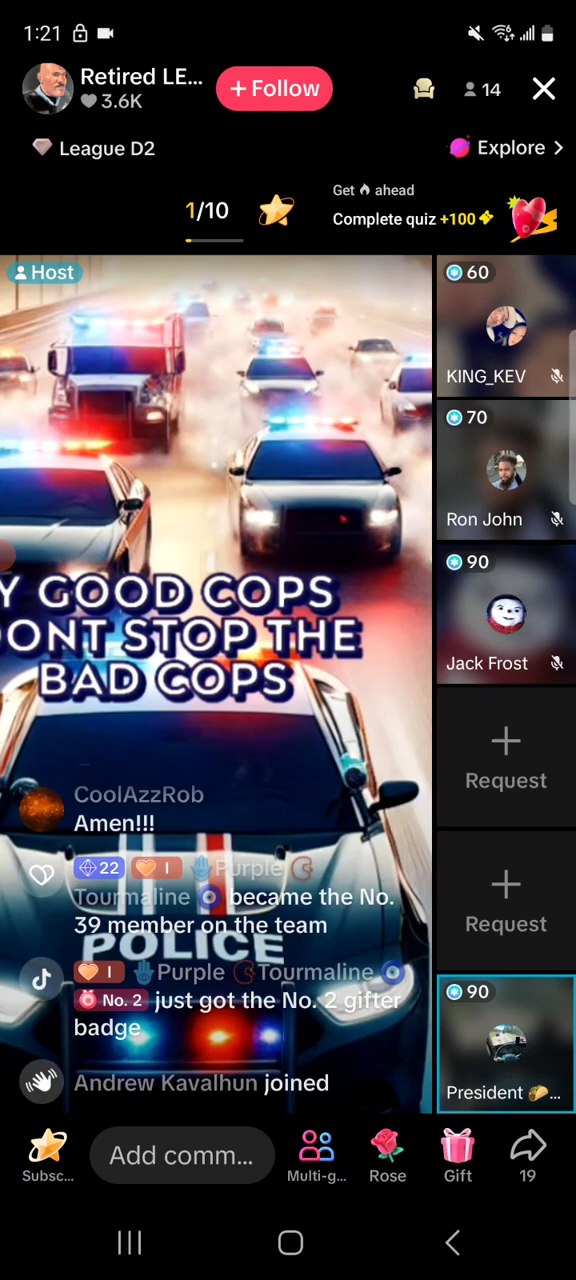 1:21
Retired LE...
3.6K
+ Follow
14
League D2
Explore
1/10
Get ahead
Complete quiz +100
Host
60
KING_KEV
70
Ron John
90
Jack Frost
Request
Request
90
President ...
Y GOOD COPS
DONT STOP THE
BAD COPS
POLICE
CoolAzzRob
Amen!!!
22 I Purple
Tourmaline became the No.
39 member on the team
I Purple Tourmaline
No. 2 just got the No. 2 gifter
badge
Andrew Kavalhun joined
Subsc...
Add comm...
Multi-g...
Rose
Gift
19